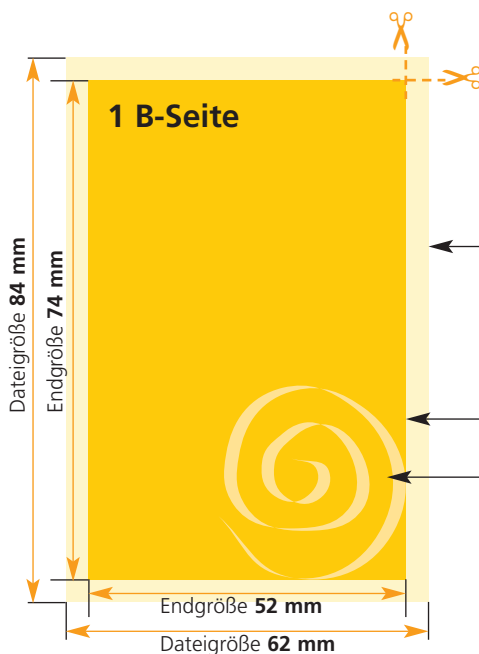 1 B-Seite
Dateigröße 84 mm
Endgröße 74 mm
Endgröße 52 mm
Dateigröße 62 mm